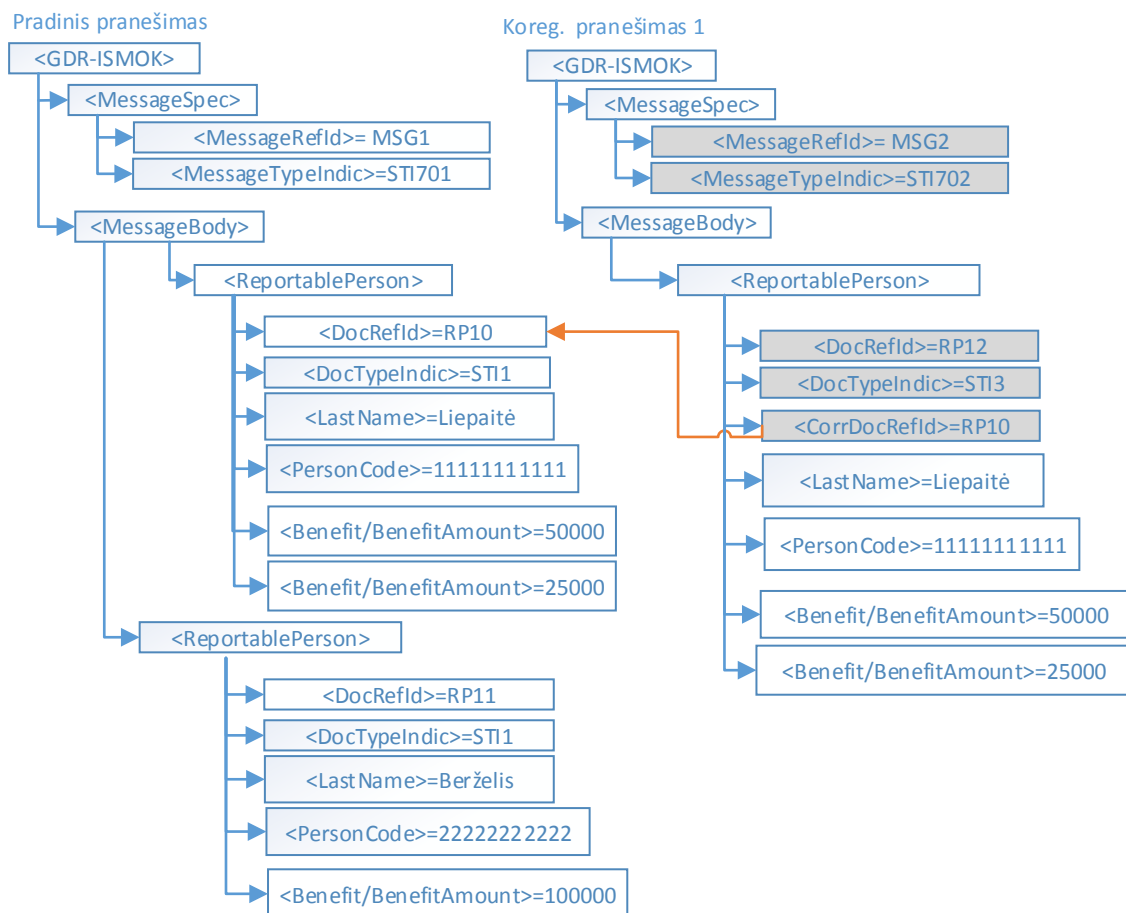 Pradinis pranešimas
<GDR-ISMOK>
<MessageSpec>
<MessageRefId>= MSG1
<MessageTypeIndic>=STI701
<MessageBody>
<ReportablePerson>
<DocRefId>=RP10
<DocTypeIndic>=STI1
<LastName>=Liepaitė
<PersonCode>=11111111111
<Benefit/BenefitAmount>=50000
<Benefit/BenefitAmount>=25000
<ReportablePerson>
<DocRefId>=RP11
<DocTypeIndic>=STI1
<LastName>=Berželis
<PersonCode>=22222222222
<Benefit/BenefitAmount>=100000
Koreg. pranešimas 1
<GDR-ISMOK>
<MessageSpec>
<MessageRefId>= MSG2
<MessageTypeIndic>=STI702
<MessageBody>
<ReportablePerson>
<DocRefId>=RP12
<DocTypeIndic>=STI3
<CorrDocRefId>=RP10
<LastName>=Liepaitė
<PersonCode>=11111111111
<Benefit/BenefitAmount>=50000
<Benefit/BenefitAmount>=25000